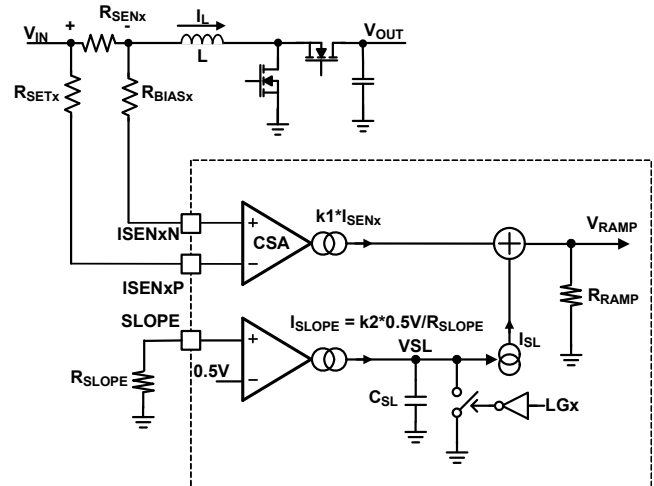 RSENx
+
-
IL
VIN
VOUT
L
RSETx
RBIASx
ISENxN
+
CSA
−
k1*ISENx
VRAMP
+
ISENxP
RRAMP
SLOPE
ISLOPE = k2*0.5V/RSLOPE
ISL
+
VSL
RSLOPE
0.5V
−
CSL
LGx